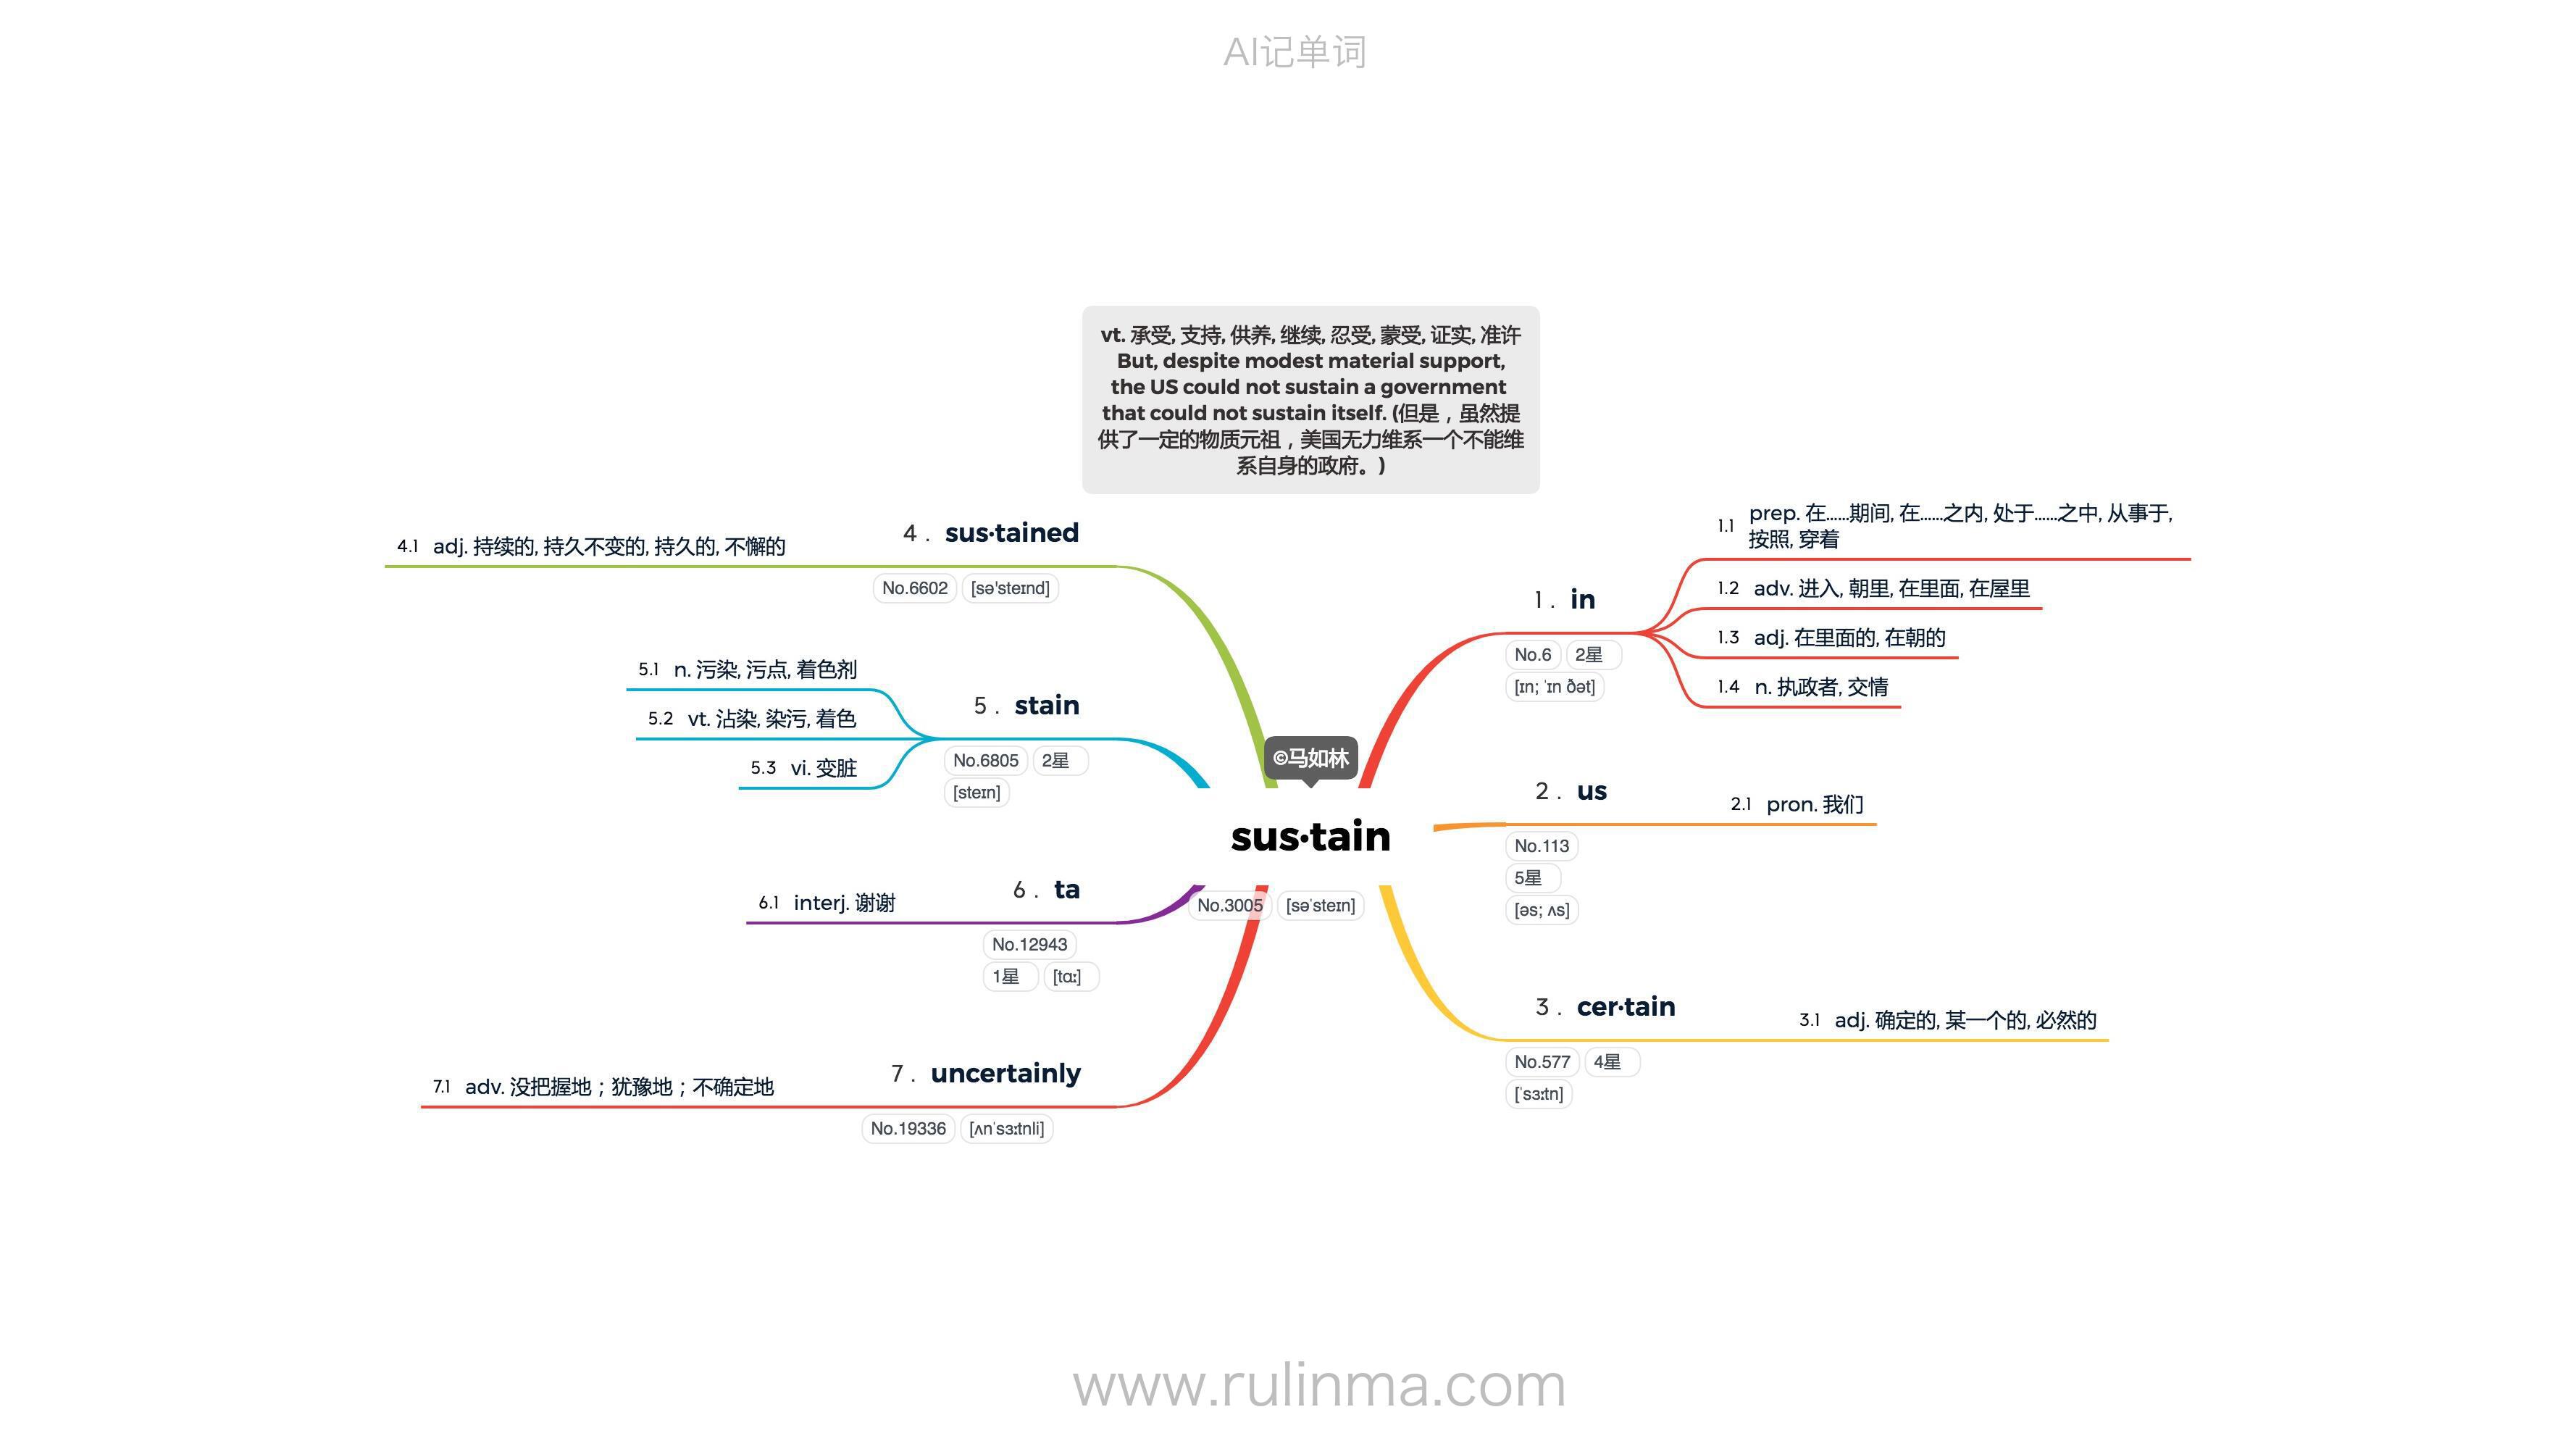 AI记单词
vt. 承受, 支持, 供养, 继续, 忍受, 蒙受, 证实, 准许
But, despite modest material support,
the US could not sustain a government
that could not sustain itself. (但是，虽然提
供了一定的物质元祖，美国无力维系一个不能维
系自身的政府。)
©马如林
sus·tain
No.3005 [səˈsteɪn]
1 . in
No.6 2星
[ɪn; ˈɪn ðət]
1.1 prep. 在……期间, 在……之内, 处于……之中, 从事于,
按照, 穿着
1.2 adv. 进入, 朝里, 在里面, 在屋里
1.3 adj. 在里面的, 在朝的
1.4 n. 执政者, 交情
2 . us
No.113
5星
[əs; ʌs]
2.1 pron. 我们
3 . cer·tain
No.577 4星
[ˈsɜːtn]
3.1 adj. 确定的, 某一个的, 必然的
4 . sus·tained
No.6602 [sə'steɪnd]
4.1 adj. 持续的, 持久不变的, 持久的, 不懈的
5 . stain
No.6805 2星
[steɪn]
5.1 n. 污染, 污点, 着色剂
5.2 vt. 沾染, 染污, 着色
5.3 vi. 变脏
6 . ta
No.12943
1星 [tɑː]
6.1 interj. 谢谢
7 . uncertainly
No.19336 [ʌnˈsɜːtnli]
7.1 adv. 没把握地；犹豫地；不确定地
www.rulinma.com